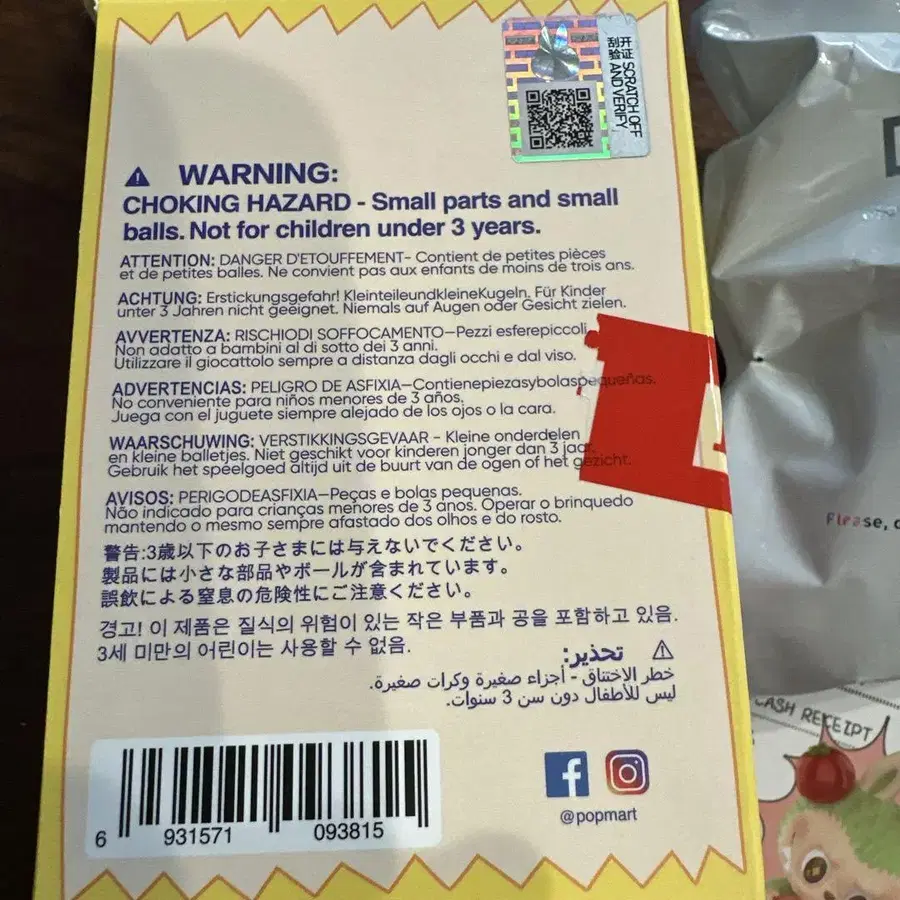 开证 SCRATCH OFF
刮验 AND VERIFY
⚠ WARNING:
CHOKING HAZARD - Small parts and small
balls. Not for children under 3 years.
ATTENTION: DANGER D'ETOUFFEMENT- Contient de petites pièces
et de petites balles. Ne convient pas aux enfants de moins de trois ans.
ACHTUNG: Erstickungsgefahr! KleinteileundkleineKugeln. Für Kinder
unter 3 Jahren nicht geeignet. Niemals auf Augen oder Gesicht zielen.
AVVERTENZA: RISCHIODI SOFFOCAMENTO—Pezzi esferepiccoli.
Non adatto a bambini al di sotto dei 3 anni.
Utilizzare il giocattolo sempre a distanza dagli occhi e dal viso.
ADVERTENCIAS: PELIGRO DE ASFIXIA—Contienepiezasybolaspequeñas.
No conveniente para niños menores de 3 años.
Juega con el juguete siempre alejado de los ojos o la cara.
WAARSCHUWING: VERSTIKKINGSGEVAAR - Kleine onderdelen
en kleine balletjes. Niet geschikt voor kinderen jonger dan 3 jaar.
Gebruik het speelgoed altijd uit de buurt van de ogen of het gezicht.
AVISOS: PERIGODEASFIXIA—Peças e bolas pequenas.
Não indicado para crianças menores de 3 anos. Operar o brinquedo
mantendo o mesmo sempre afastado dos olhos e do rosto.
警告:3歳以下のお子さまには与えないでください。
製品には小さな部品やボールが含まれています。
誤飲による窒息の危険性にご注意ください。
경고! 이 제품은 질식의 위험이 있는 작은 부품과 공을 포함하고 있음.
3세 미만의 어린이는 사용할 수 없음.
⚠ تحذير:
خطر الاختناق - أجزاء صغيرة وكرات صغيرة.
ليس للأطفال دون سن 3 سنوات.
6 931571 093815
@popmart
Please,
CASH RECEIPT